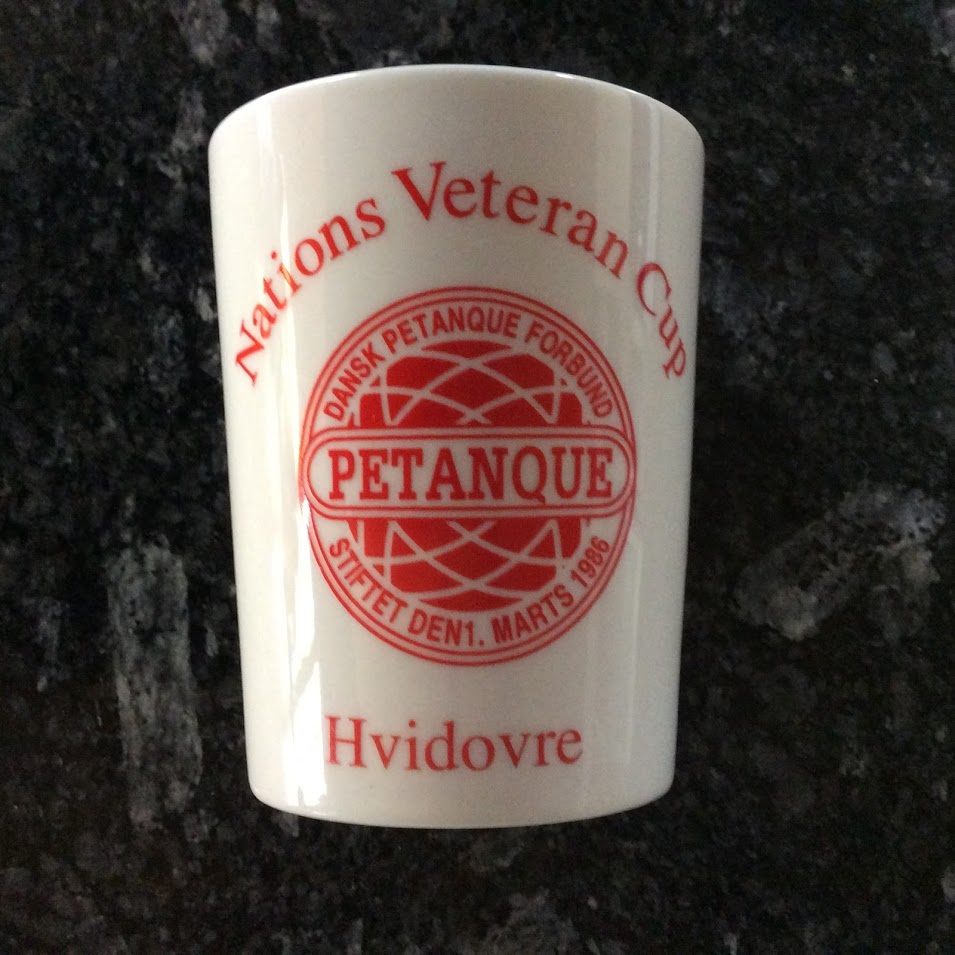 Nations Veteran Cup
DANSK PETANQUE FORBUND
PETANQUE
STIFTET DEN1. MARTS 1986
Hvidovre